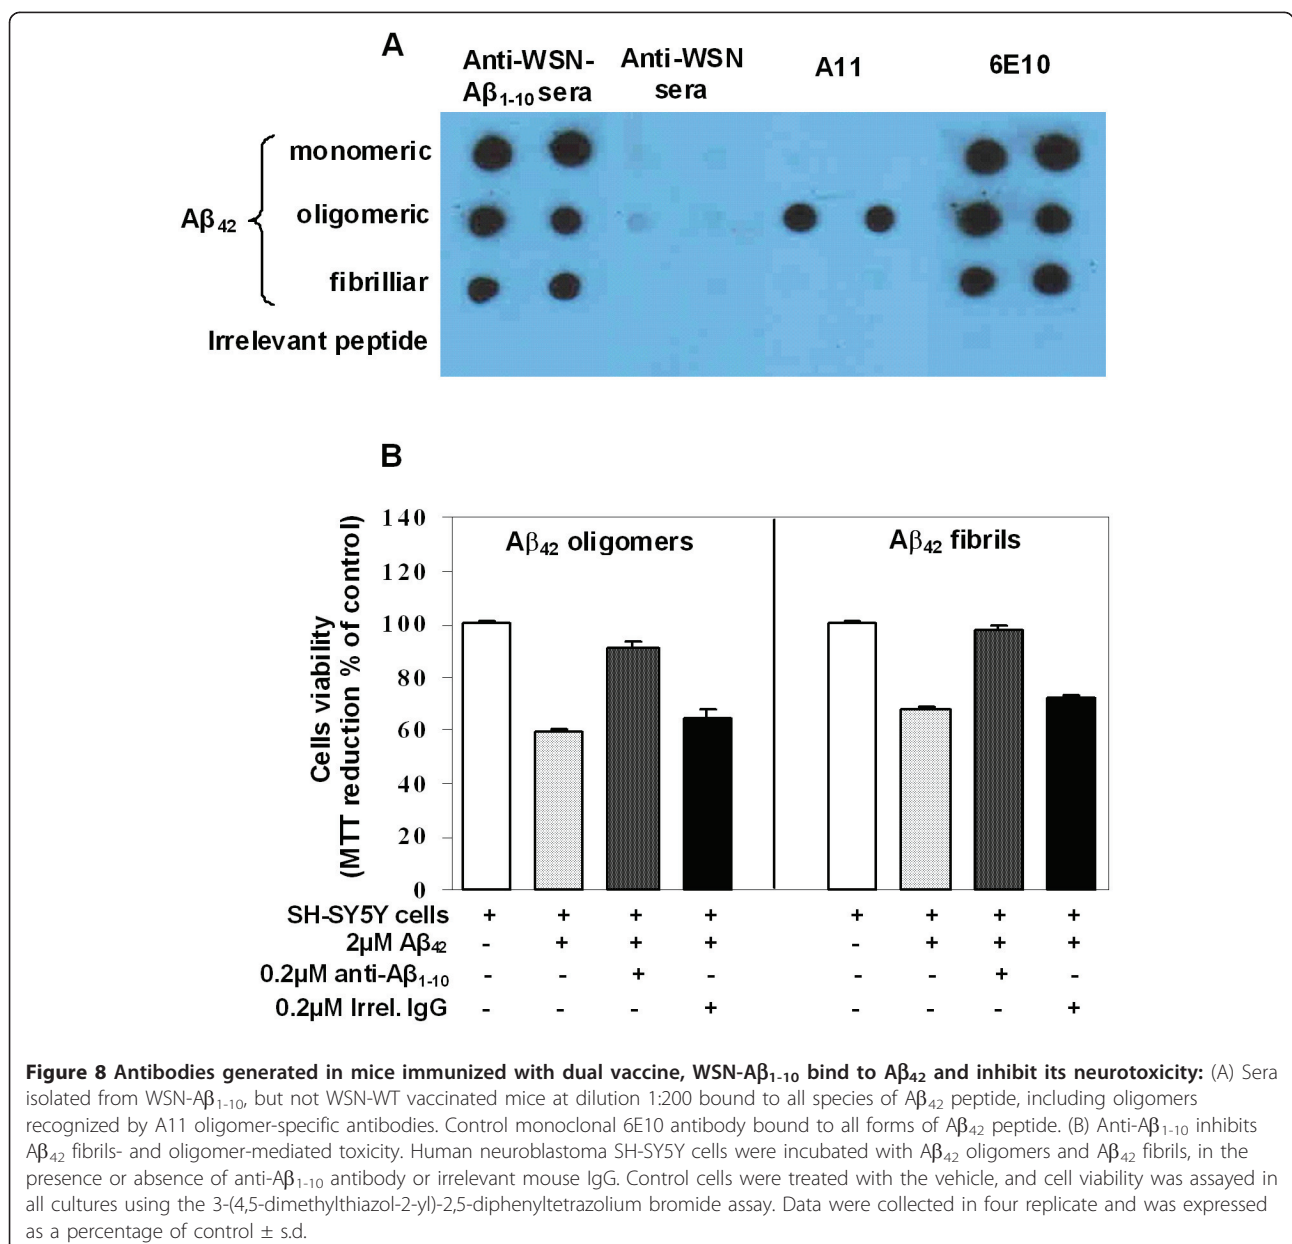 A
Anti-WSN-
Aβ1-10 sera
Anti-WSN
sera
A11
6E10
monomeric
Aβ42
oligomeric
fibrilliar
Irrelevant peptide
B
Cells viability
(MTT reduction % of control)
140
120
100
80
60
40
20
0
Aβ42 oligomers
Aβ42 fibrils
SH-SY5Y cells + + + + + + + +
2µM Aβ42 - + + + - + + +
0.2µM anti-Aβ1-10 - - + - - - + -
0.2µM Irrel. IgG - - - + - - - +
Figure 8 Antibodies generated in mice immunized with dual vaccine, WSN-Aβ1-10 bind to Aβ42 and inhibit its neurotoxicity: (A) Sera
isolated from WSN-Aβ1-10, but not WSN-WT vaccinated mice at dilution 1:200 bound to all species of Aβ42 peptide, including oligomers
recognized by A11 oligomer-specific antibodies. Control monoclonal 6E10 antibody bound to all forms of Aβ42 peptide. (B) Anti-Aβ1-10 inhibits
Aβ42 fibrils- and oligomer-mediated toxicity. Human neuroblastoma SH-SY5Y cells were incubated with Aβ42 oligomers and Aβ42 fibrils, in the
presence or absence of anti-Aβ1-10 antibody or irrelevant mouse IgG. Control cells were treated with the vehicle, and cell viability was assayed in
all cultures using the 3-(4,5-dimethylthiazol-2-yl)-2,5-diphenyltetrazolium bromide assay. Data were collected in four replicate and was expressed
as a percentage of control ± s.d.